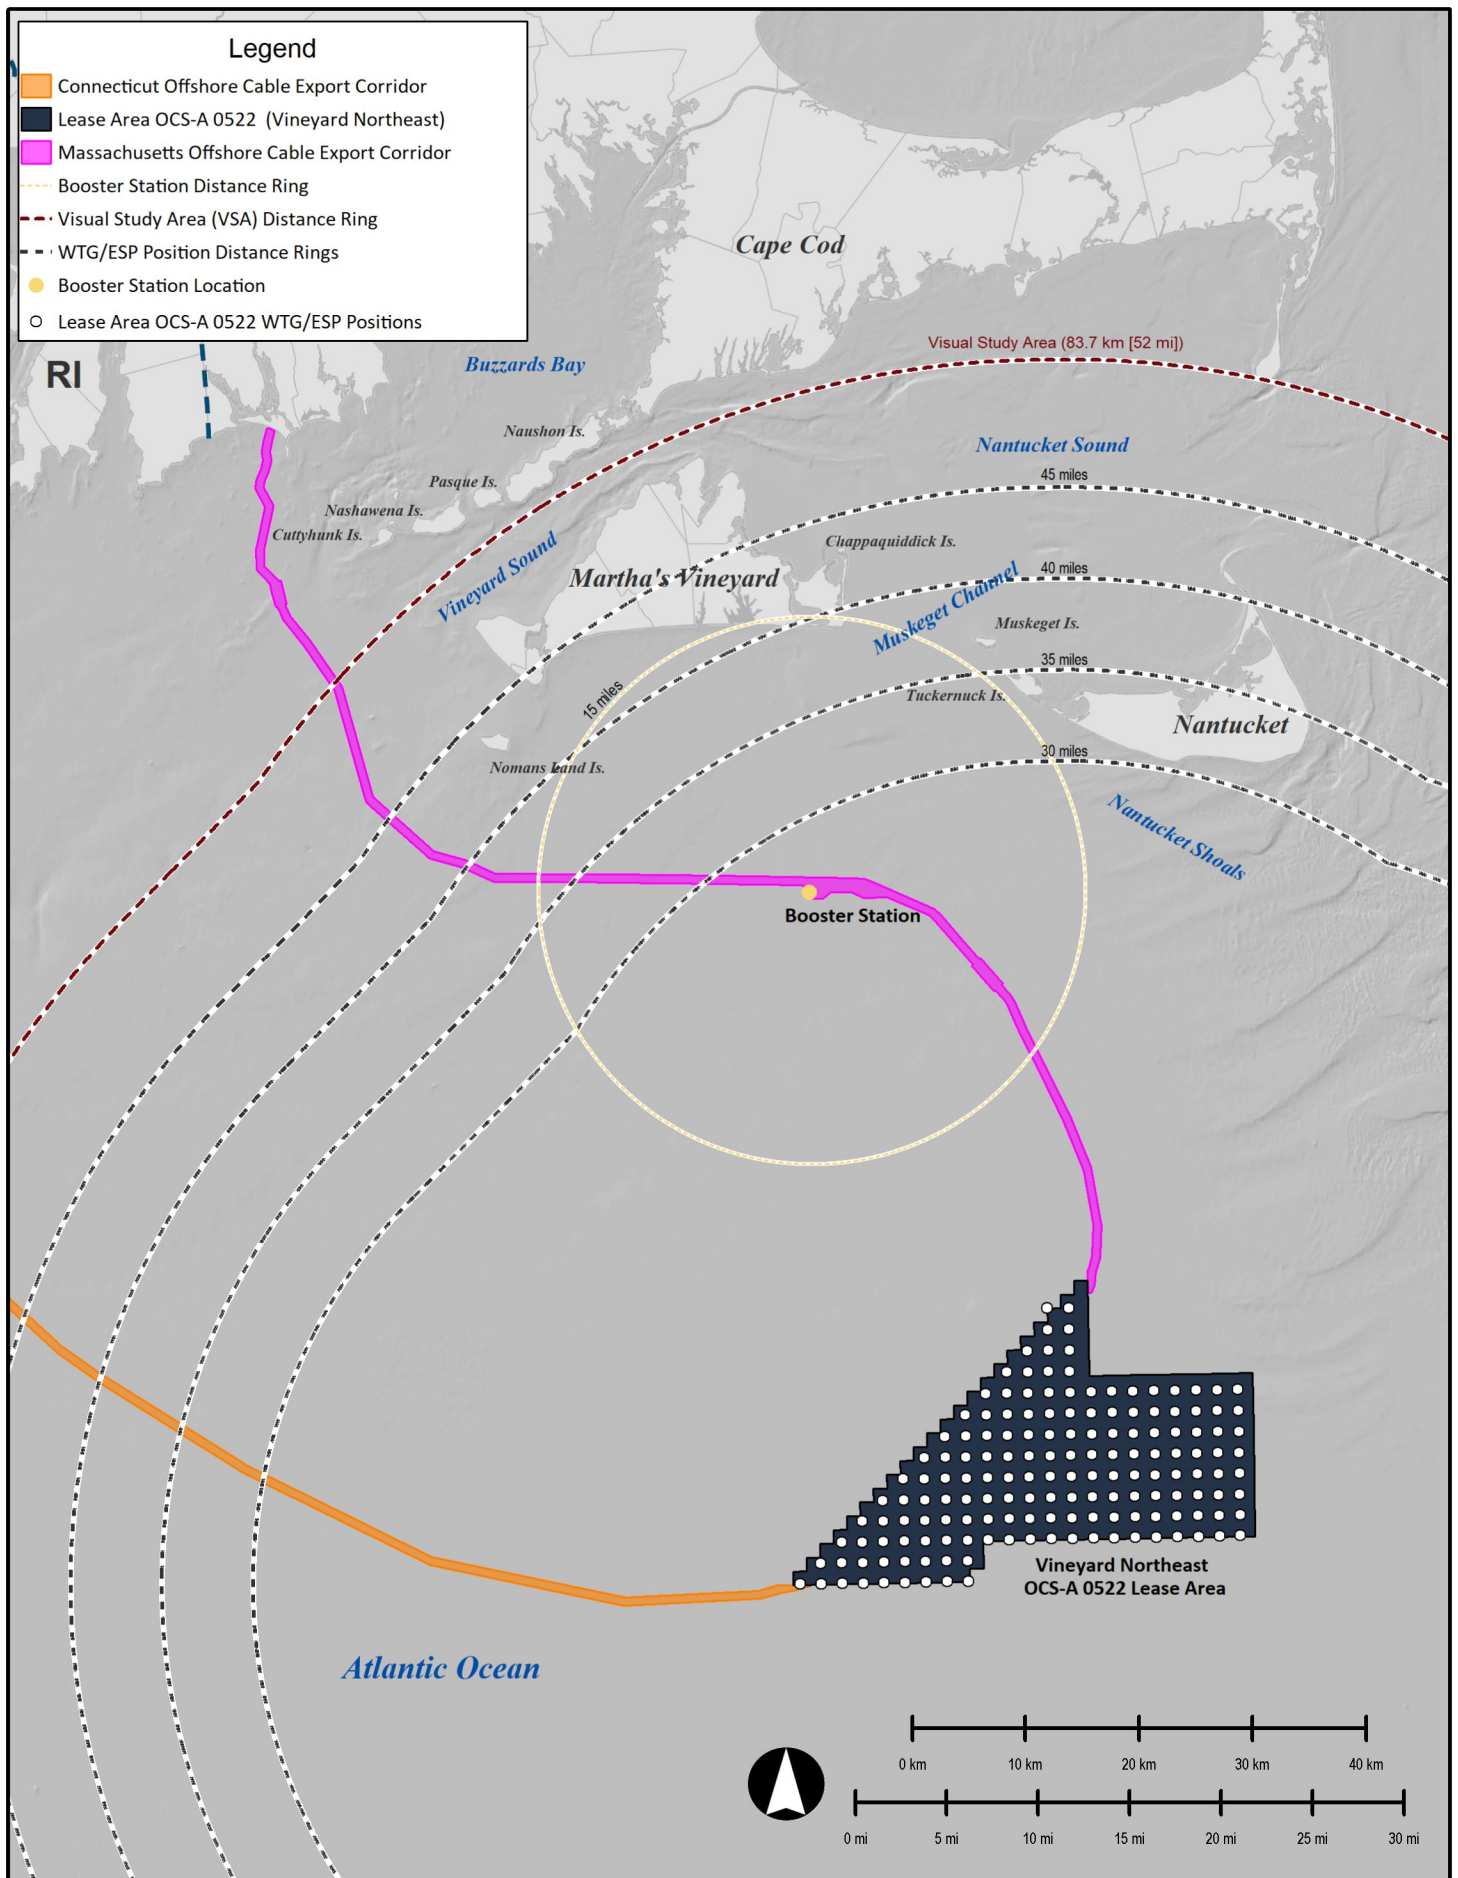 Legend
Connecticut Offshore Cable Export Corridor
Lease Area OCS-A 0522 (Vineyard Northeast)
Massachusetts Offshore Cable Export Corridor
Booster Station Distance Ring
Visual Study Area (VSA) Distance Ring
WTG/ESP Position Distance Rings
Booster Station Location
Lease Area OCS-A 0522 WTG/ESP Positions
Cape Cod
Visual Study Area (83.7 km [52 mi])
RI
Buzzards Bay
Naushon Is.
Nantucket Sound
45 miles
Pasque Is.
Nashawena Is.
Cuttyhunk Is.
Vineyard Sound
Chappaquiddick Is.
Martha's Vineyard
40 miles
Muskeget Channel
Muskeget Is.
35 miles
15 miles
Tuckernuck Is.
Nantucket
30 miles
Nomans Land Is.
Nantucket Shoals
Booster Station
Vineyard Northeast
OCS-A 0522 Lease Area
Atlantic Ocean
0 km 10 km 20 km 30 km 40 km
0 mi 5 mi 10 mi 15 mi 20 mi 25 mi 30 mi